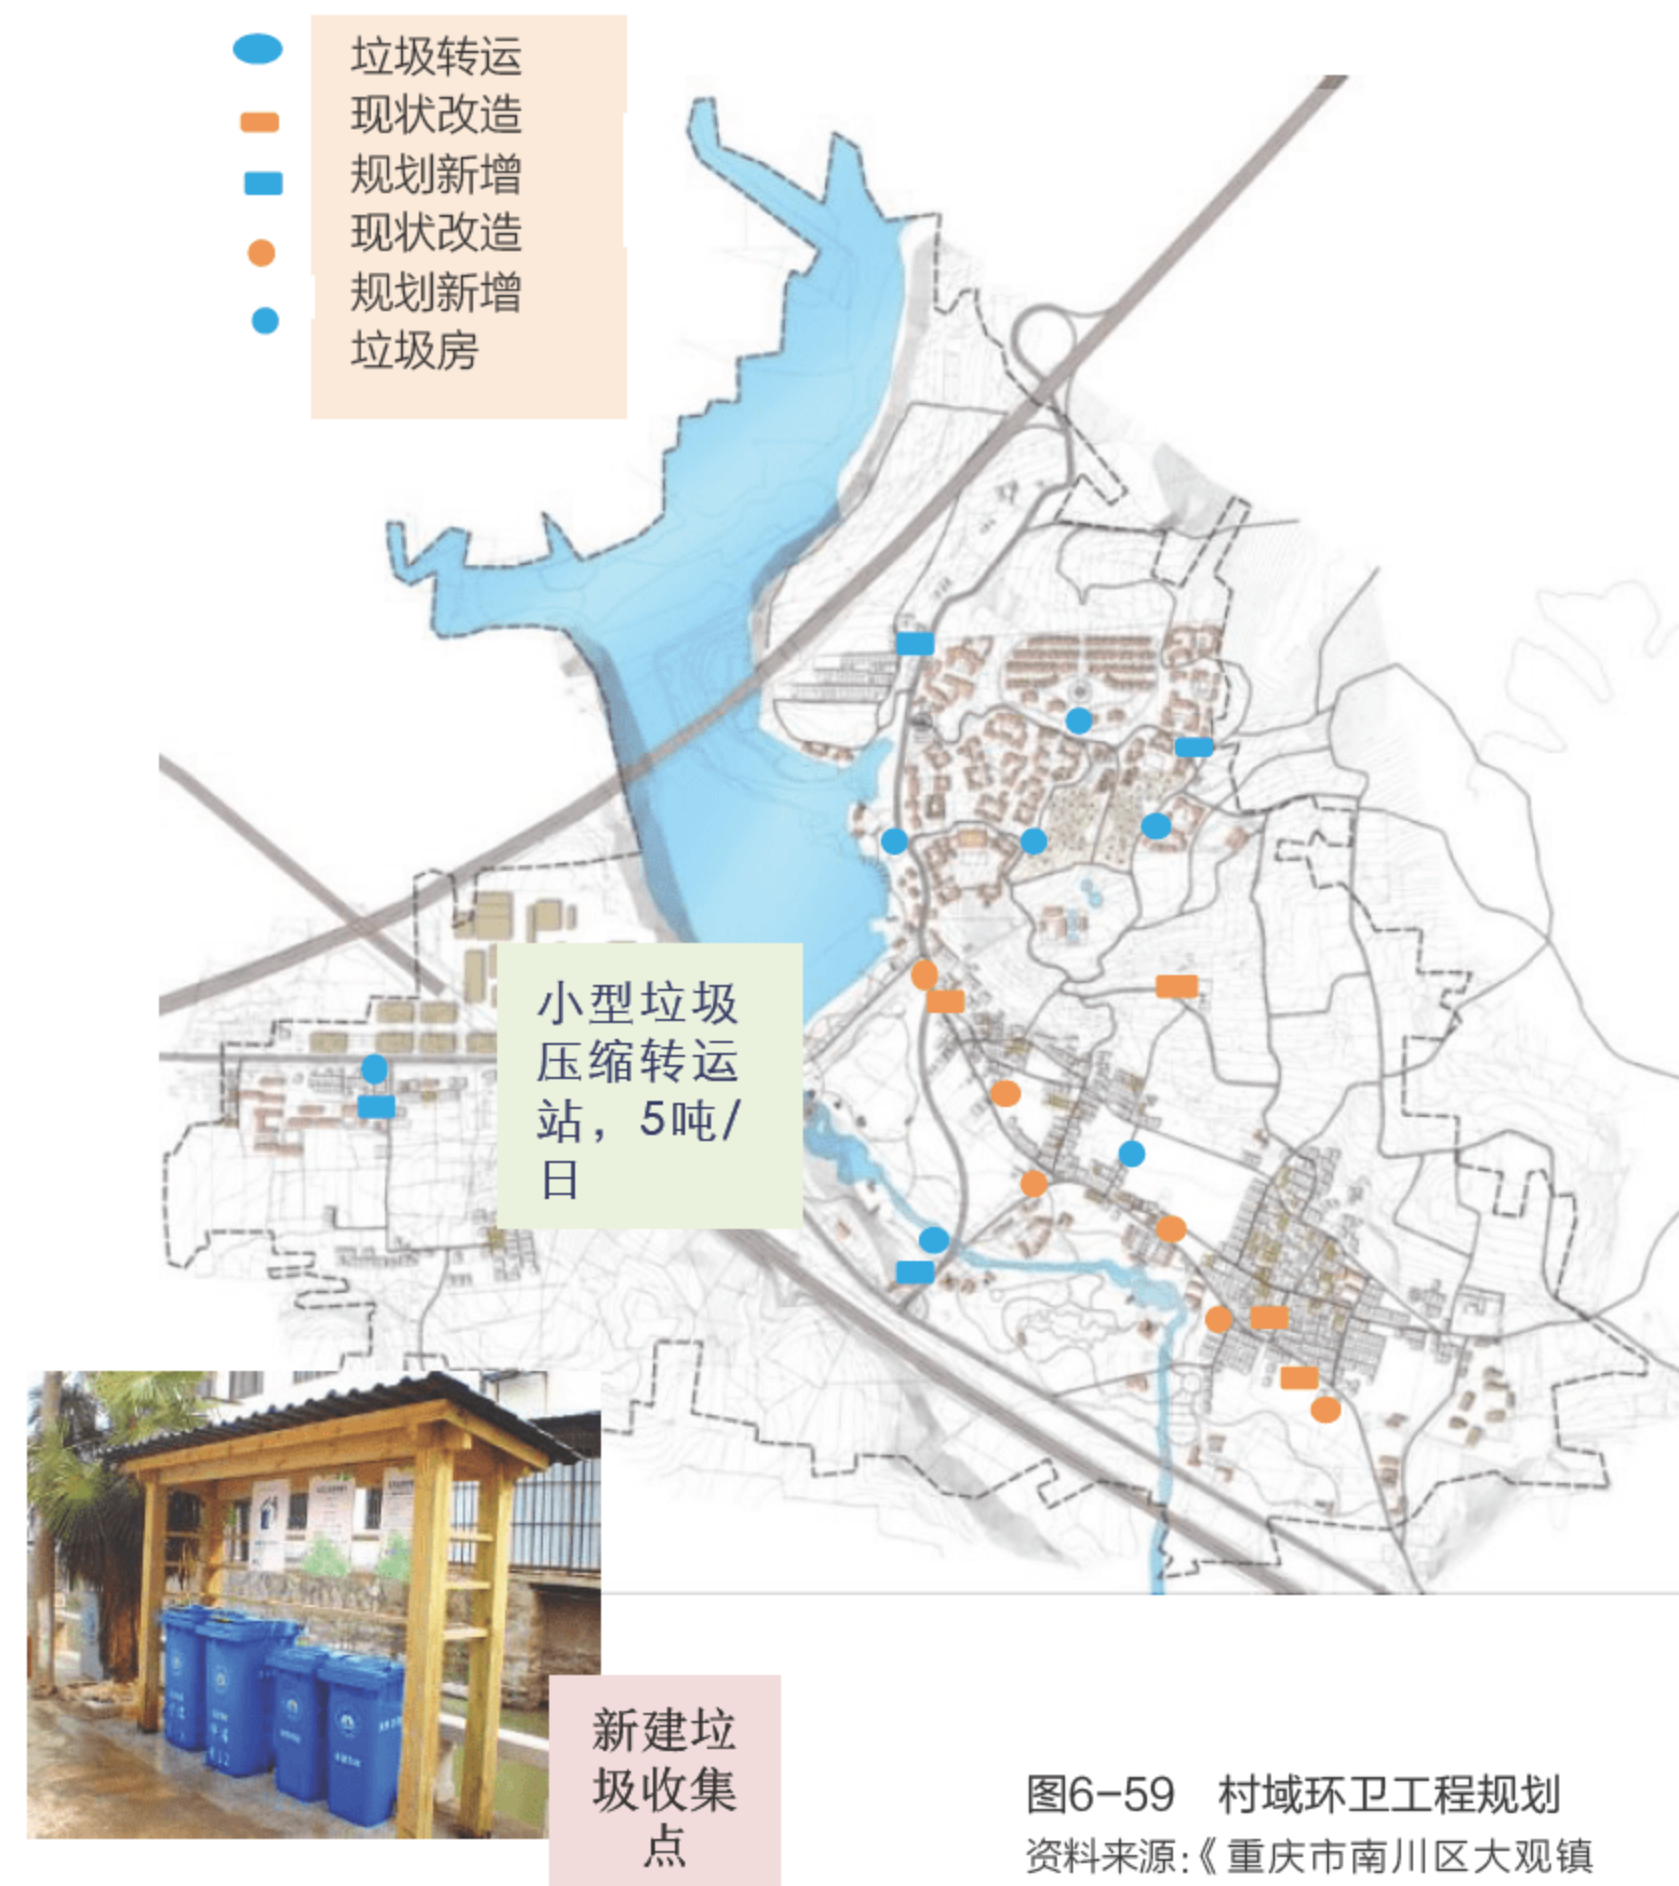 垃圾转运
现状改造
规划新增
现状改造
规划新增
垃圾房
小型垃圾
压缩转运
站，5吨/
日
新建垃
圾收集
点
图6-59 村域环卫工程规划
资料来源:《重庆市南川区大观镇